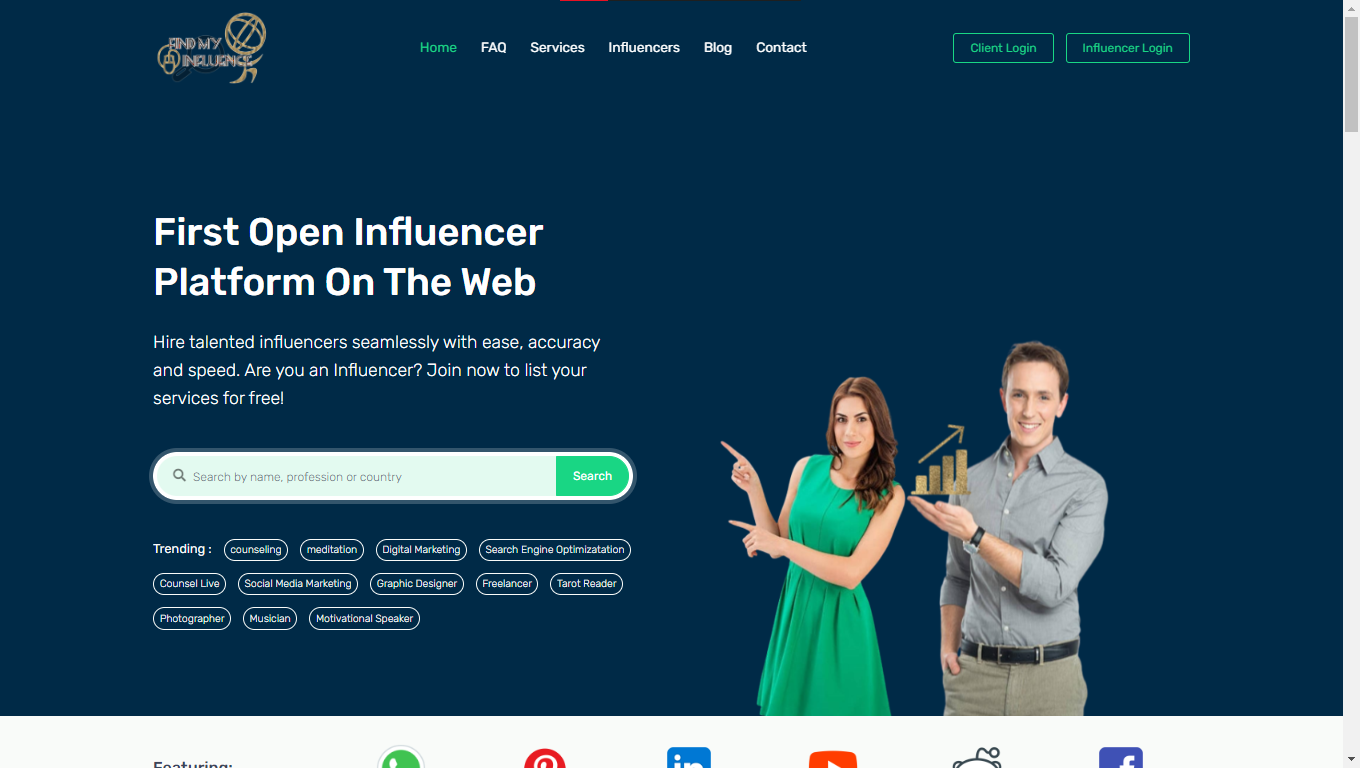 FIND MY
INFLUENCE
Home FAQ Services Influencers Blog Contact
Client Login Influencer Login
First Open Influencer
Platform On The Web
Hire talented influencers seamlessly with ease, accuracy
and speed. Are you an Influencer? Join now to list your
services for free!
Search by name, profession or country Search
Trending : counseling meditation Digital Marketing Search Engine Optimizatation
Counsel Live Social Media Marketing Graphic Designer Freelancer Tarot Reader
Photographer Musician Motivational Speaker
Featuring: in